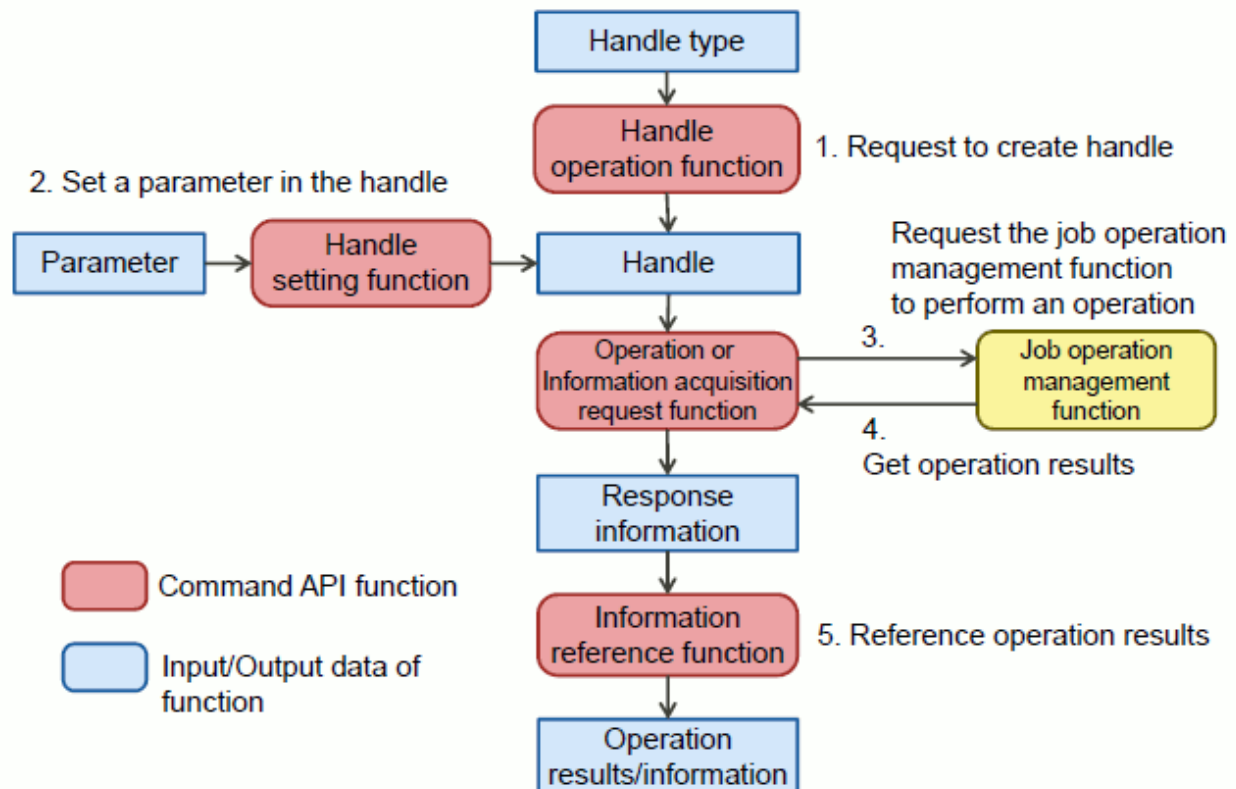 Handle type
Handle
operation function
1. Request to create handle
2. Set a parameter in the handle
Parameter
Handle
setting function
Handle
Request the job operation
management function
to perform an operation
Operation or
Information acquisition
request function
3.
Job operation
management
function
4.
Get operation results
Response
information
Command API function
Information
reference function
5. Reference operation results
Input/Output data of
function
Operation
results/information